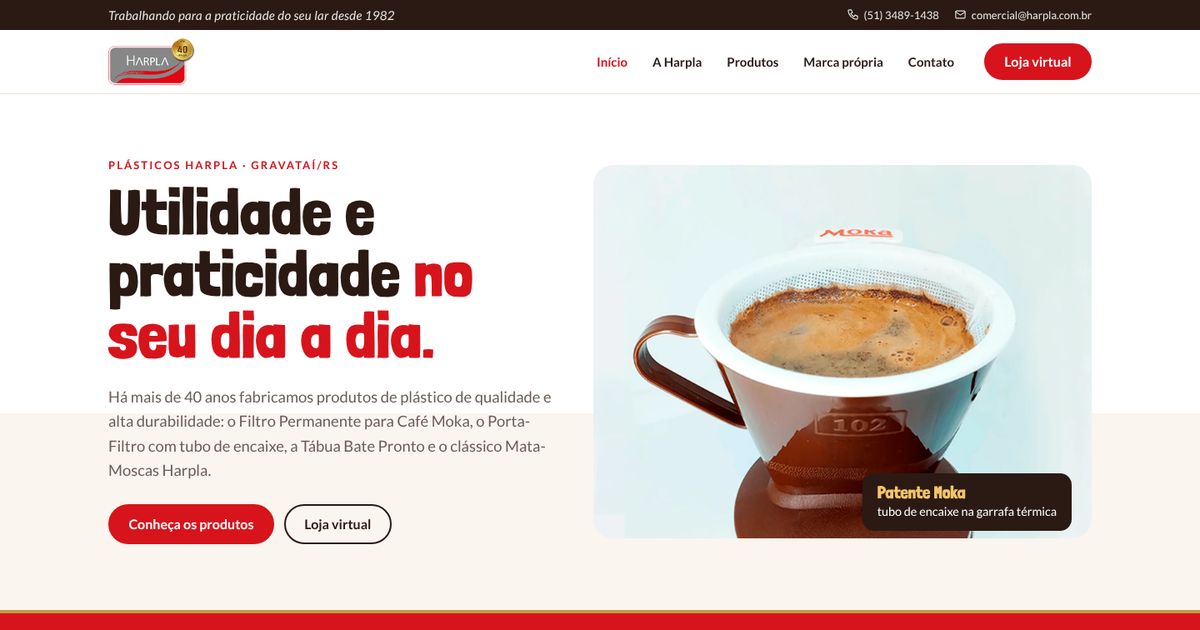 Trabalhando para a praticidade do seu lar desde 1982
(51) 3489-1438
comercial@harpla.com.br
HARPLA
40
Início
A Harpla
Produtos
Marca própria
Contato
Loja virtual
PLÁSTICOS HARPLA · GRAVATAÍ/RS
Utilidade e
praticidade no
seu dia a dia.
Há mais de 40 anos fabricamos produtos de plástico de qualidade e
alta durabilidade: o Filtro Permanente para Café Moka, o Porta-
Filtro com tubo de encaixe, a Tábua Bate Pronto e o clássico Mata-
Moscas Harpla.
Conheça os produtos
Loja virtual
Moka
102
Patente Moka
tubo de encaixe na garrafa térmica